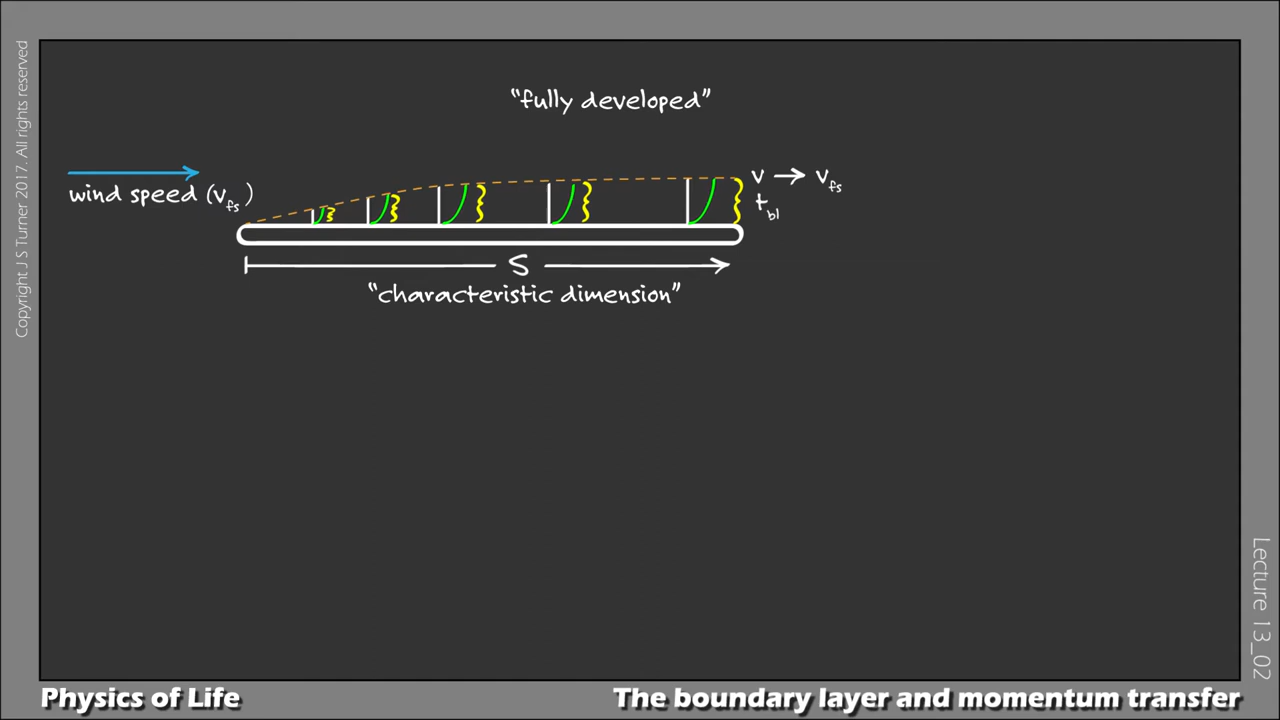 Copyright J S Turner 2017. All rights reserved
"fully developed"
wind speed (vfs)
v → vfs
tbl
S
"characteristic dimension"
Lecture 13_02
Physics of Life
The boundary layer and momentum transfer